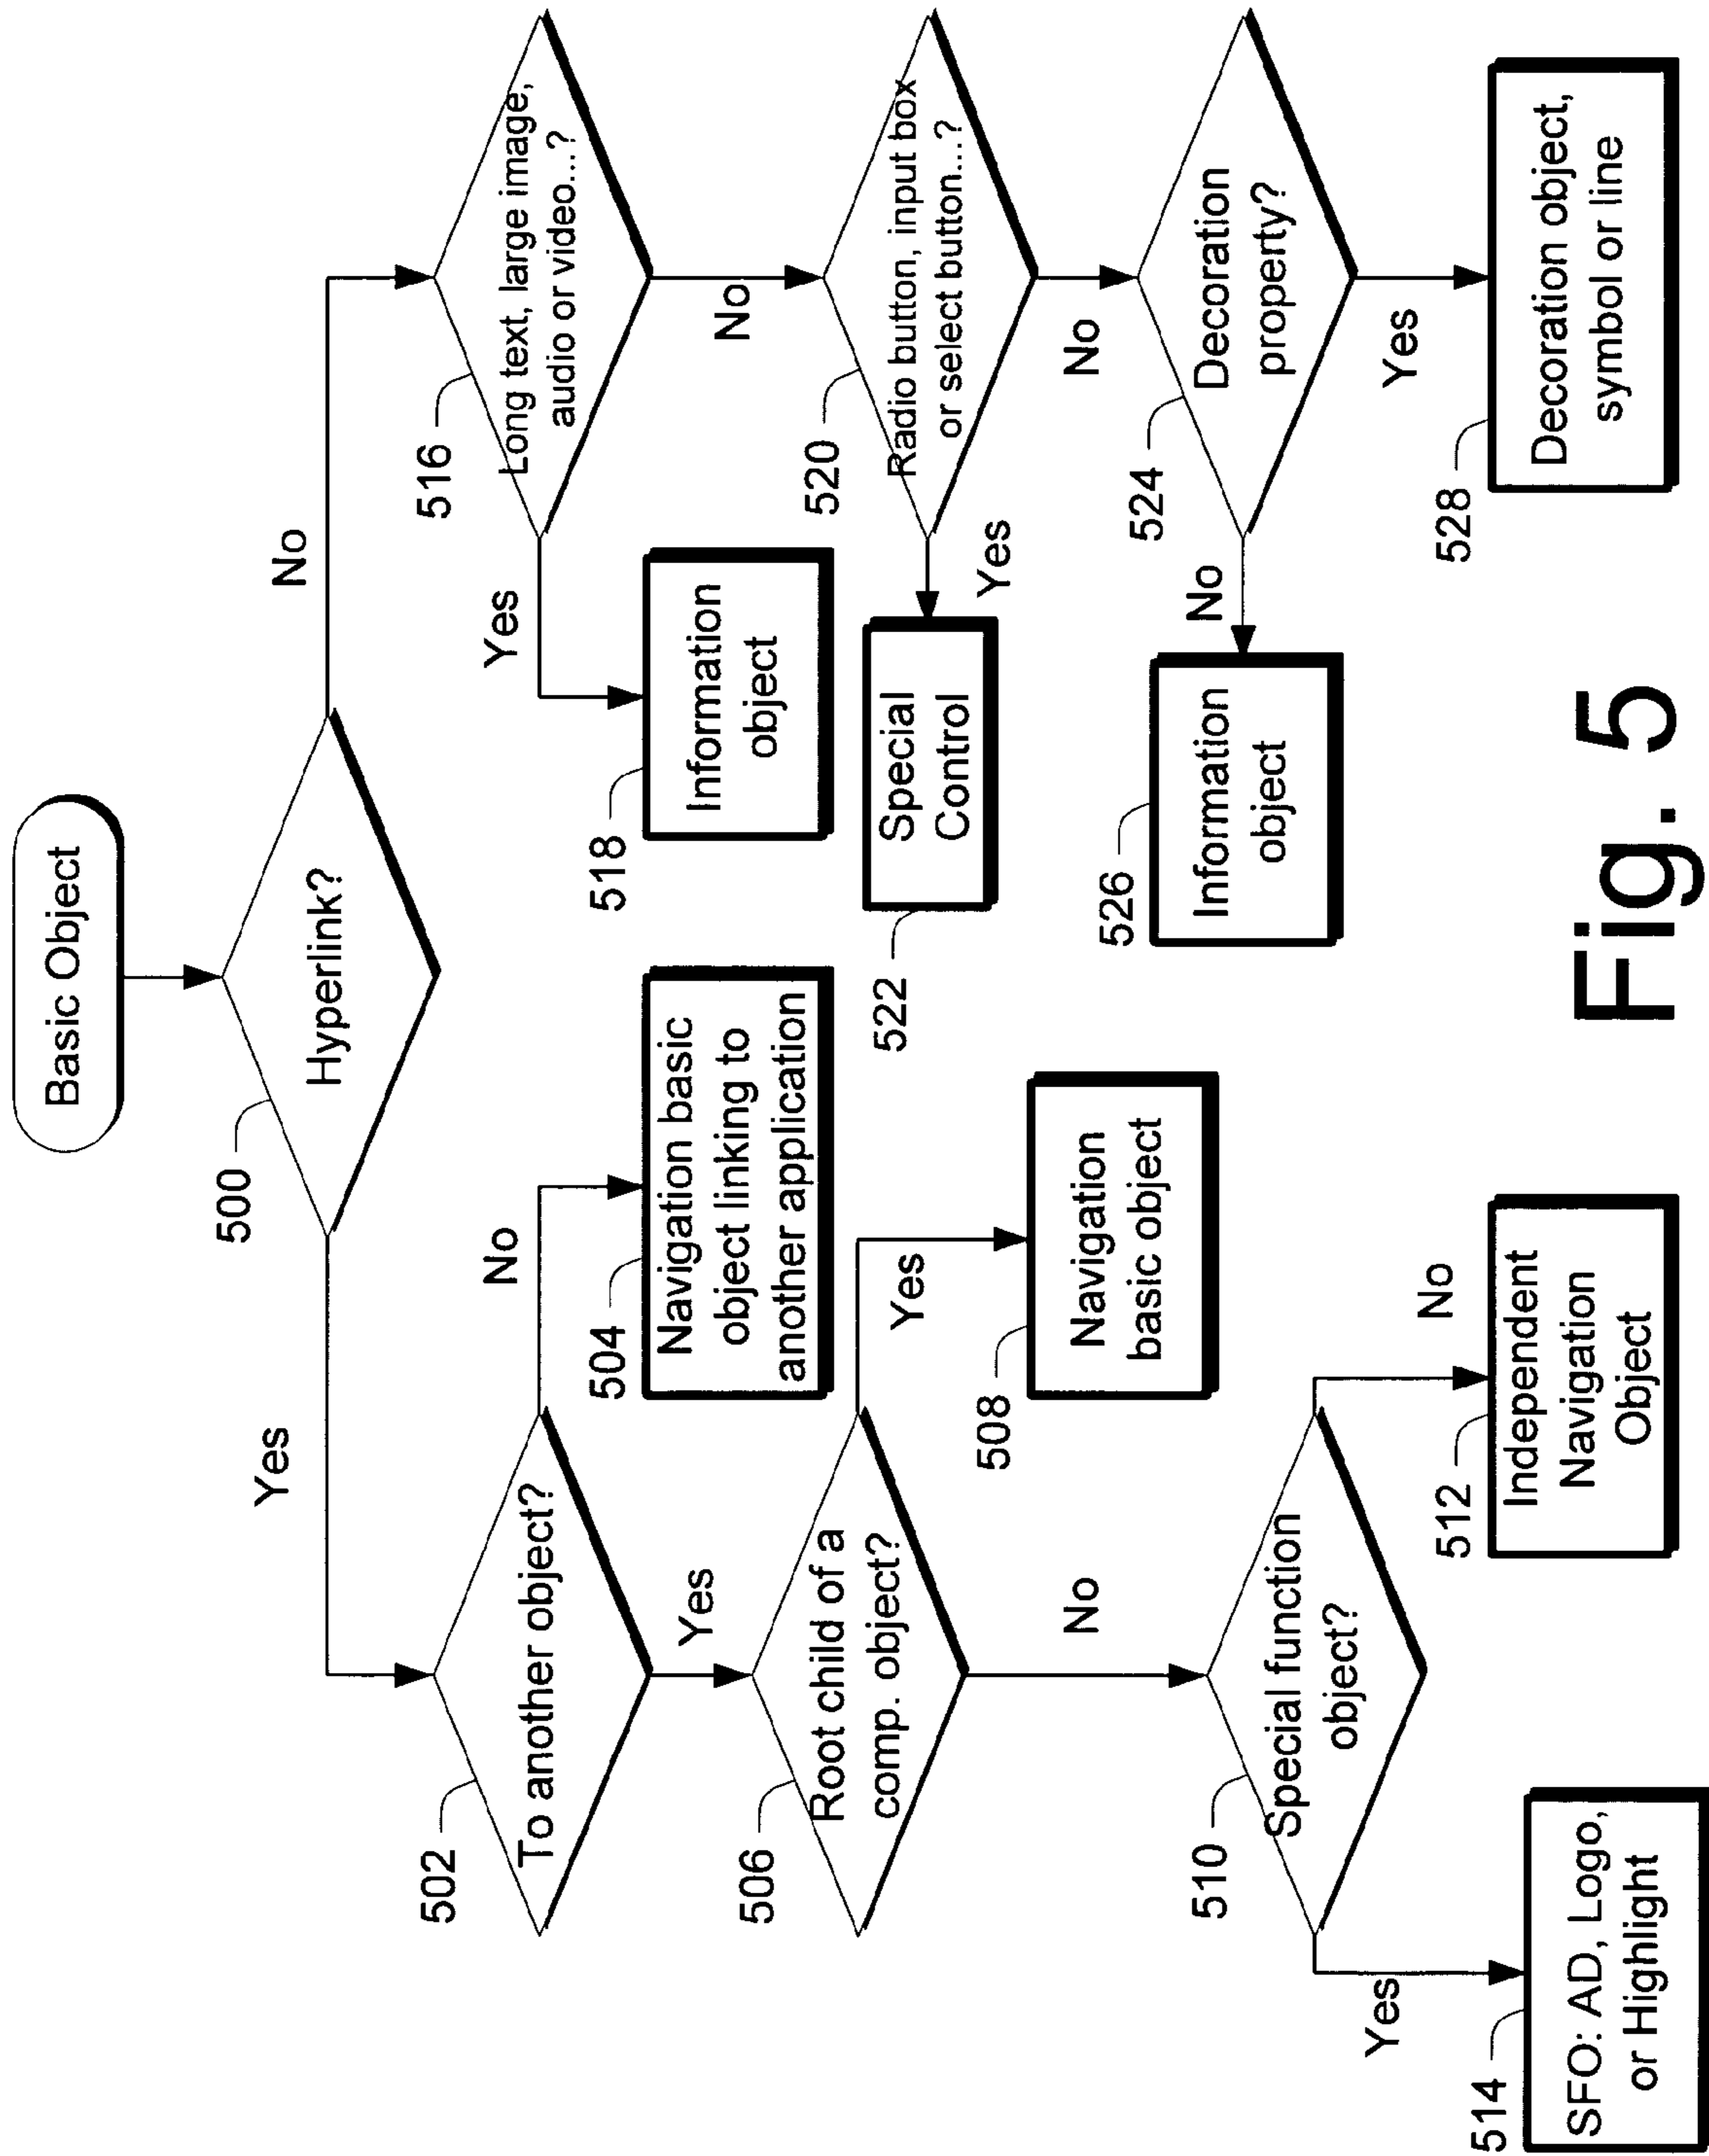 Basic Object
500
Hyperlink?
Yes
No
502
To another object?
No
504
Navigation basic
object linking to
another application
Yes
506
Root child of a
comp. object?
Yes
508
Navigation
basic object
No
510
Special function
object?
No
512
Independent
Navigation
Object
Yes
514
SFO: AD, Logo,
or Highlight
516
Long text, large image,
audio or video...?
Yes
518
Information
object
No
520
Radio button, input box
or select button...?
Yes
522
Special
Control
No
524
Decoration
property?
No
526
Information
object
Yes
528
Decoration object,
symbol or line
Fig. 5